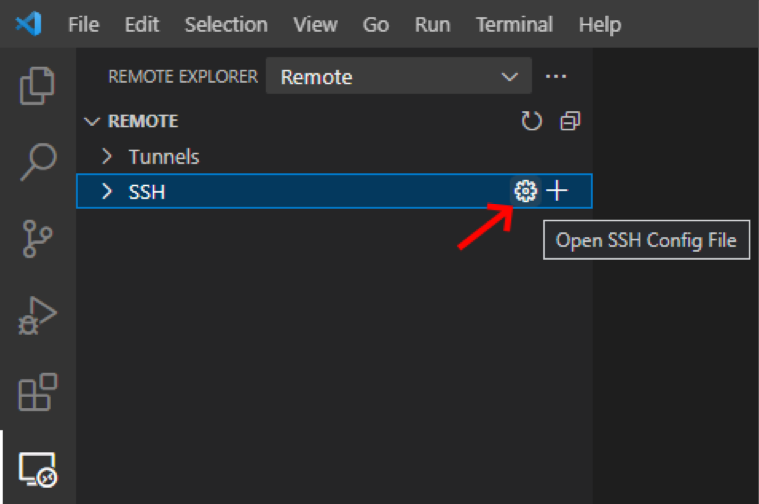 File Edit Selection View Go Run Terminal Help
REMOTE EXPLORER Remote
REMOTE
Tunnels
SSH
Open SSH Config File